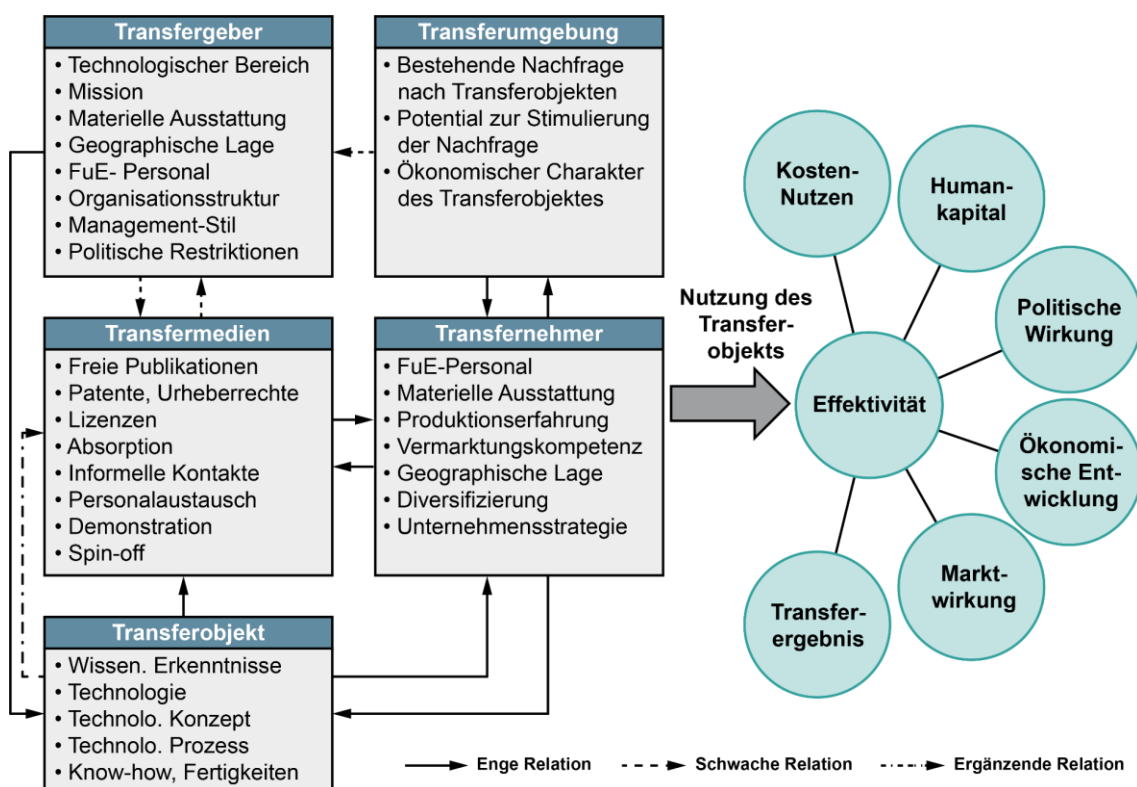 Transfergeber
• Technologischer Bereich
• Mission
• Materielle Ausstattung
• Geographische Lage
• FuE- Personal
• Organisationsstruktur
• Management-Stil
• Politische Restriktionen
Transferumgebung
• Bestehende Nachfrage
nach Transferobjekten
• Potential zur Stimulierung
der Nachfrage
• Ökonomischer Charakter
des Transferobjektes
Transfermedien
• Freie Publikationen
• Patente, Urheberrechte
• Lizenzen
• Absorption
• Informelle Kontakte
• Personalaustausch
• Demonstration
• Spin-off
Transfernehmer
• FuE-Personal
• Materielle Ausstattung
• Produktionserfahrung
• Vermarktungskompetenz
• Geographische Lage
• Diversifizierung
• Unternehmensstrategie
Transferobjekt
• Wissen. Erkenntnisse
• Technologie
• Technolo. Konzept
• Technolo. Prozess
• Know-how, Fertigkeiten
Nutzung des
Transfer-
objekts
Effektivität
Kosten-
Nutzen
Human-
kapital
Politische
Wirkung
Ökonomi-
sche Ent-
wicklung
Markt-
wirkung
Transfer-
ergebnis
Enge Relation
Schwache Relation
Ergänzende Relation